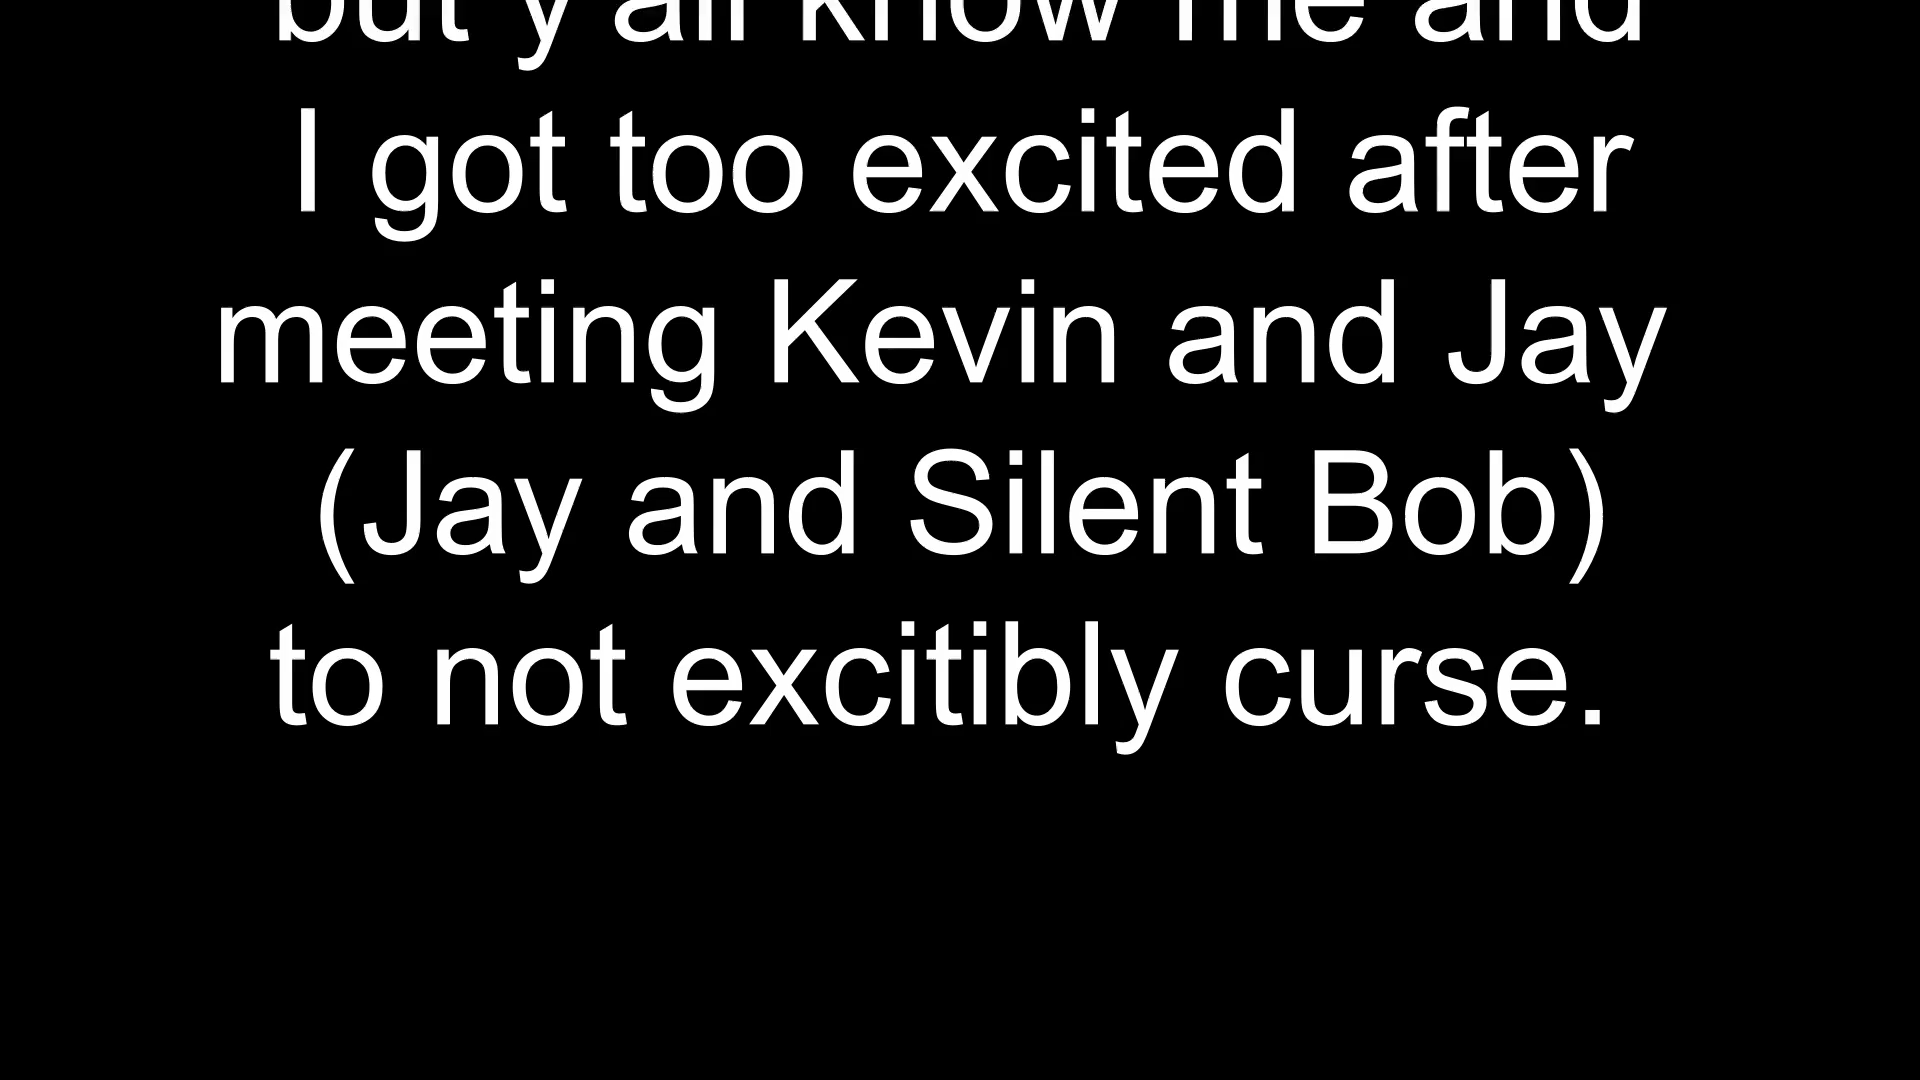 but y'all know me and
I got too excited after
meeting Kevin and Jay
(Jay and Silent Bob)
to not excitibly curse.